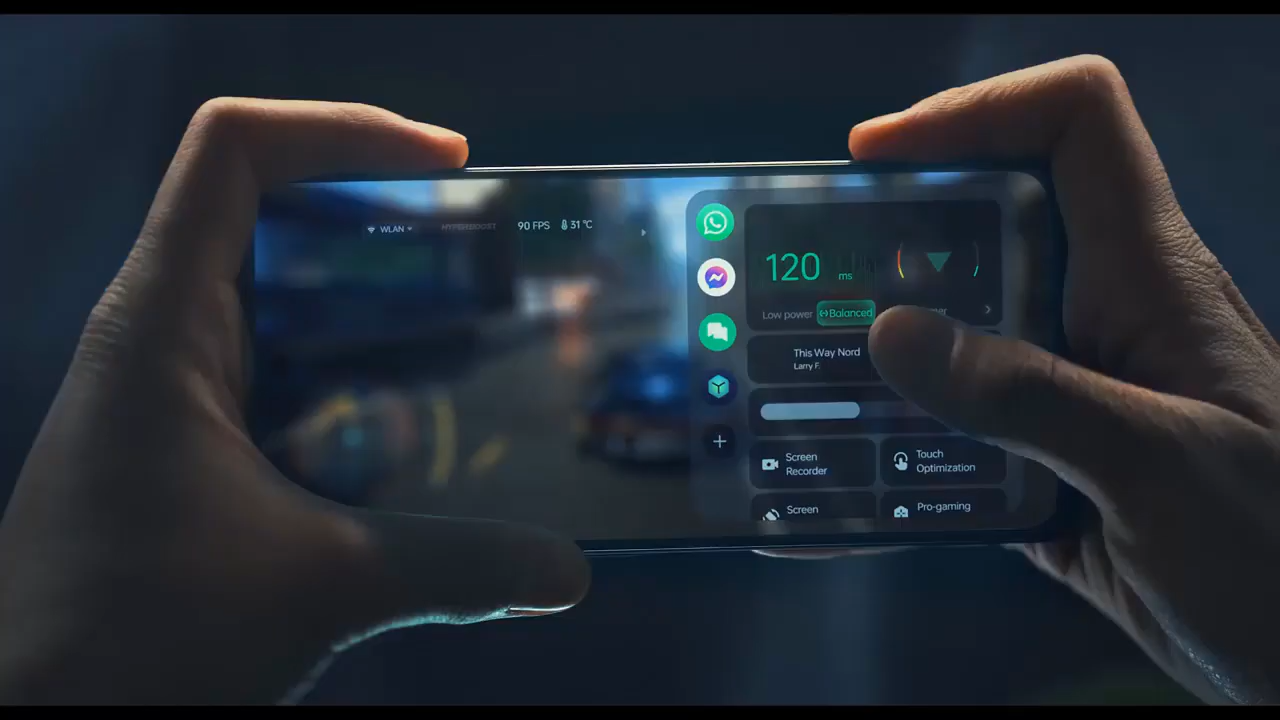 WLAN
HYPERBOOST
90 FPS
31 °C
120
ms
Low power
Balanced
This Way Nord
Larry F.
Screen
Recorder
Touch
Optimization
Screen
Pro-gaming